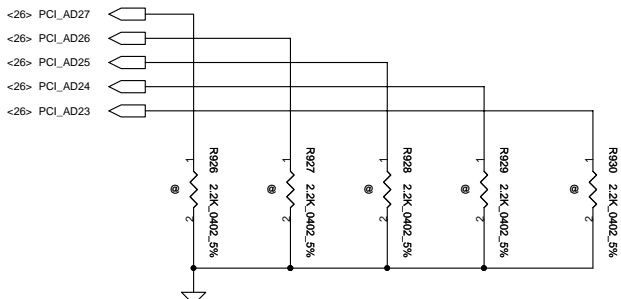 <26> PCI_AD27
<26> PCI_AD26
<26> PCI_AD25
<26> PCI_AD24
<26> PCI_AD23
1
R926 2.2K_0402_5%
@
2
1
R927 2.2K_0402_5%
@
2
1
R928 2.2K_0402_5%
@
2
1
R929 2.2K_0402_5%
@
2
1
R930 2.2K_0402_5%
@
2